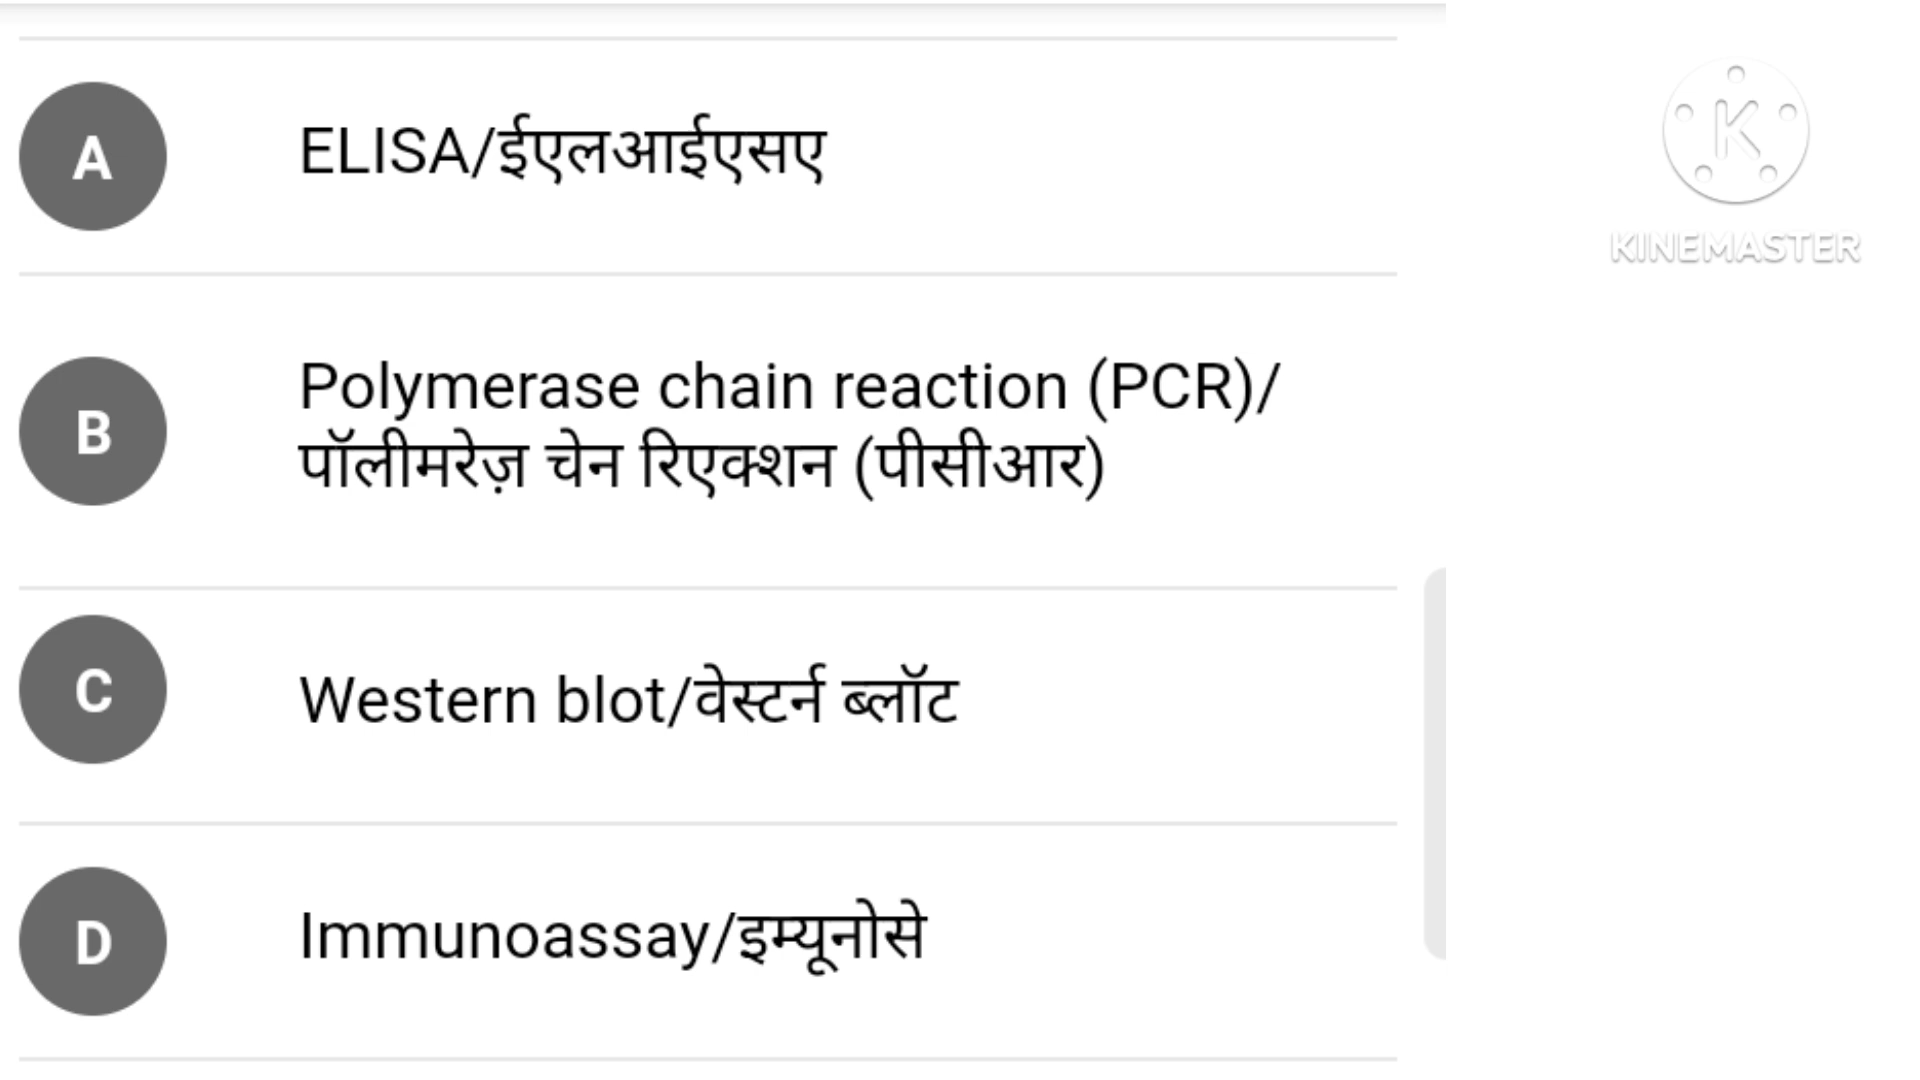 A
ELISA/ईएलआईएसए
B
Polymerase chain reaction (PCR)/
पॉलीमरेज़ चेन रिएक्शन (पीसीआर)
C
Western blot/वेस्टर्न ब्लॉट
D
Immunoassay/इम्यूनोसे
K
KINEMASTER